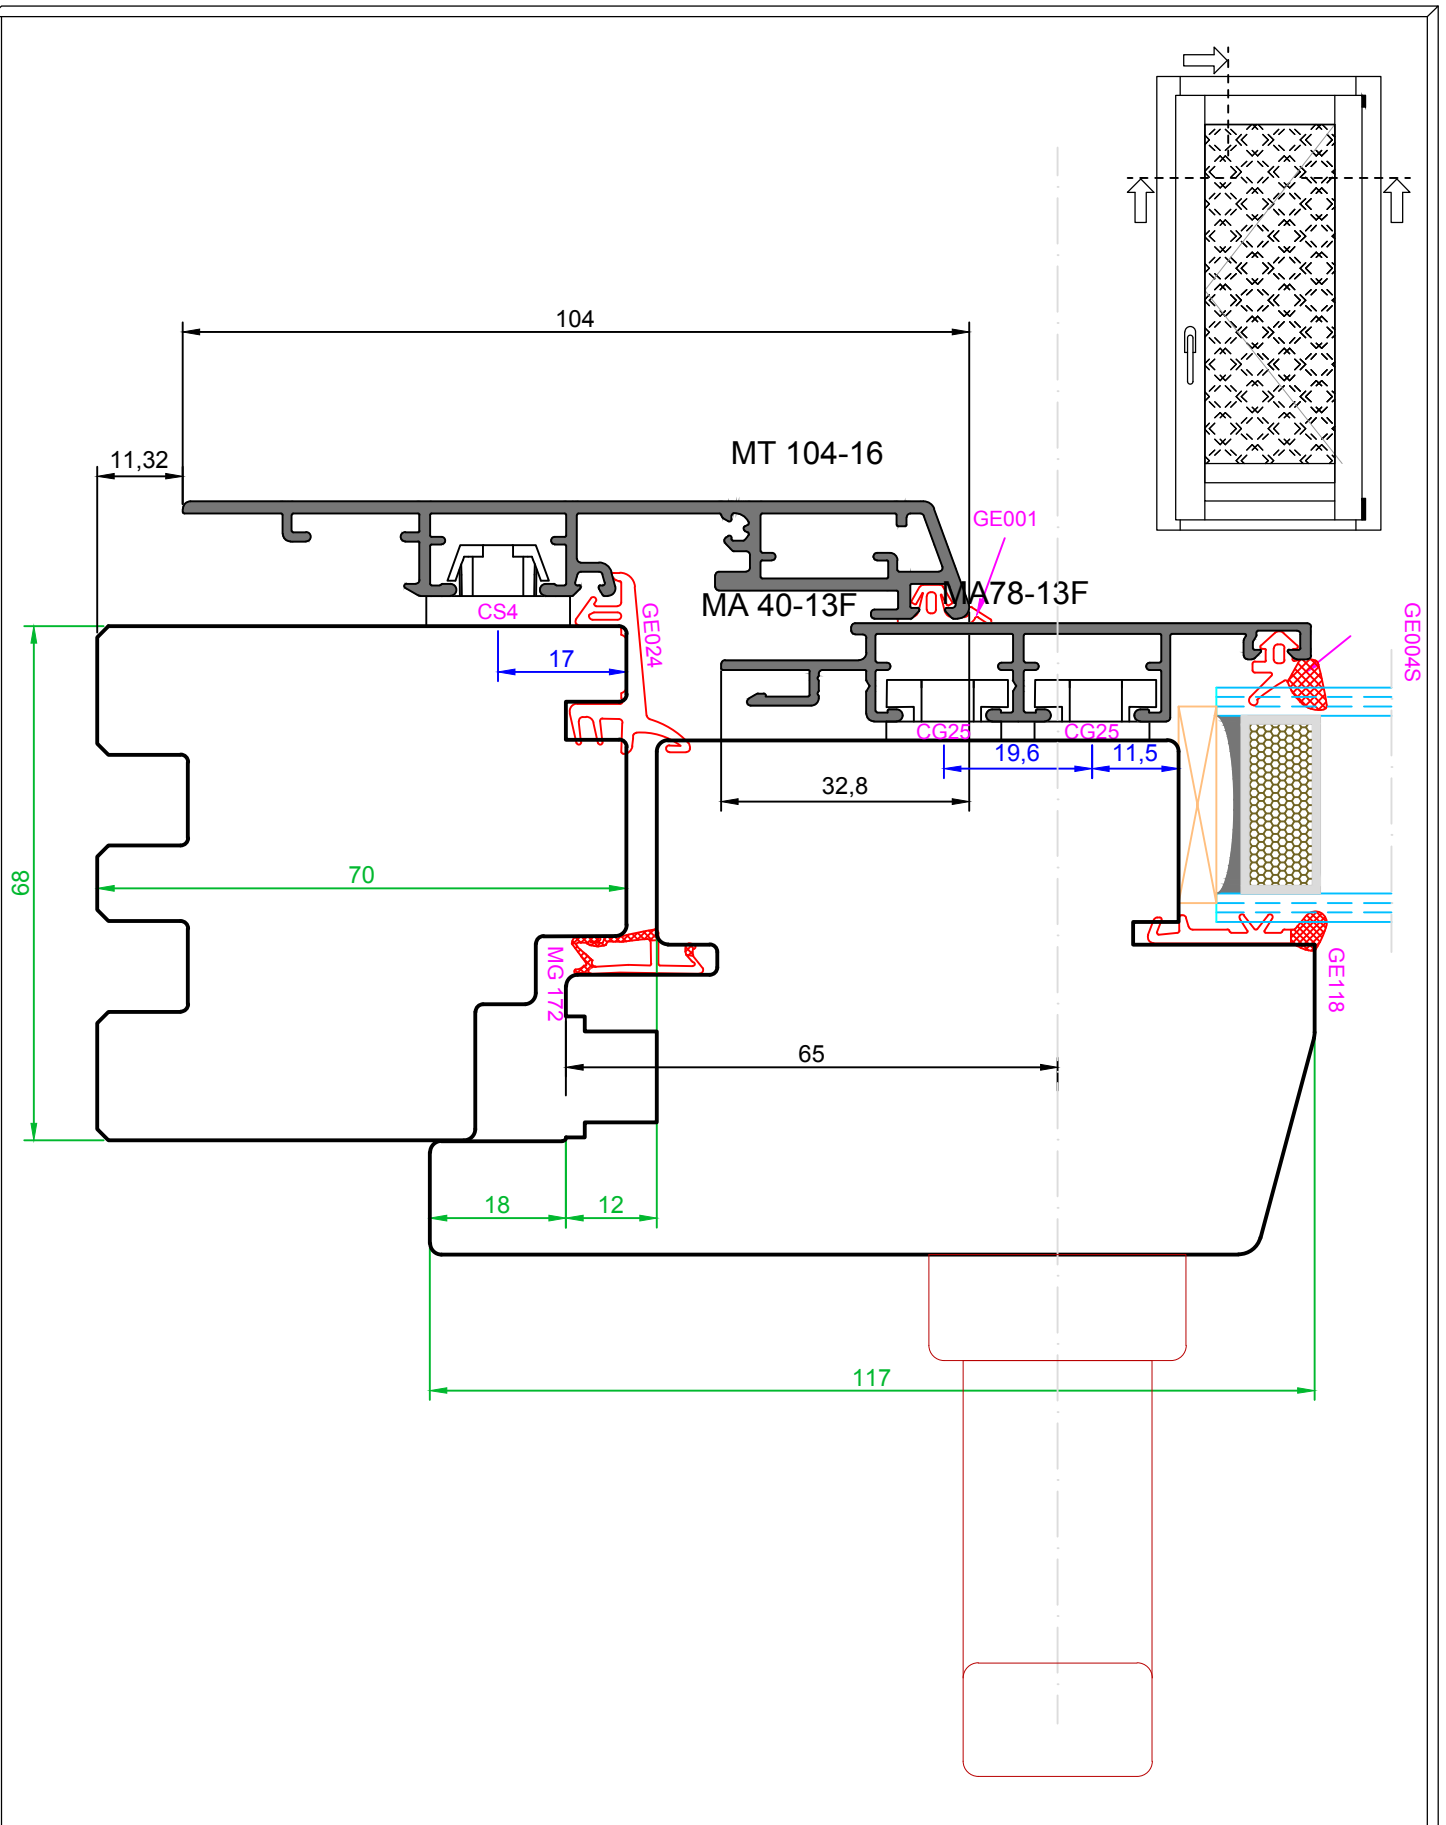 104
MT 104-16
11,32
GE001
MA 40-13F
MA78-13F
CS4
GE024
GE004S
17
CG25
CG25
19,6
11,5
32,8
70
68
MG 172
GE118
65
18
12
117